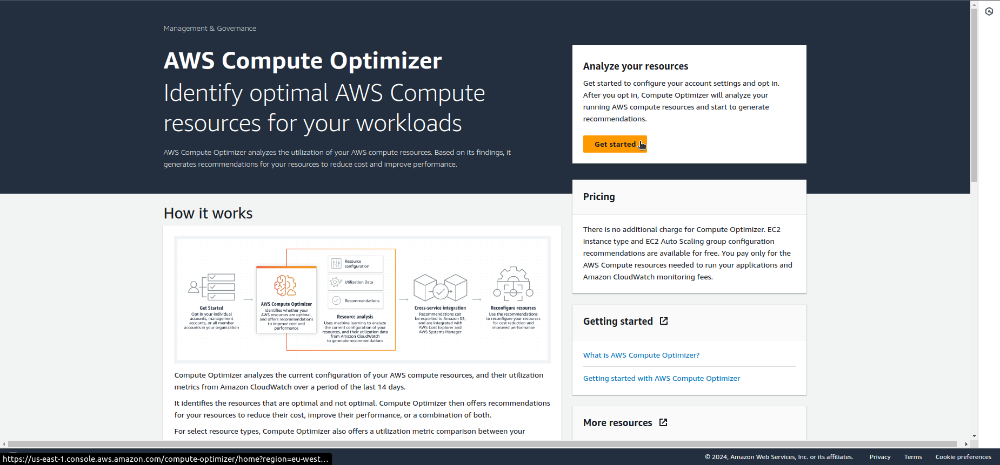 Management & Governance
AWS Compute Optimizer
Identify optimal AWS Compute
resources for your workloads
AWS Compute Optimizer analyzes the utilization of your AWS compute resources. Based on its findings, it
generates recommendations for your resources to reduce cost and improve performance.
Analyze your resources
Get started to configure your account settings and opt in.
After you opt in, Compute Optimizer will analyze your
running AWS compute resources and start to generate
recommendations.
Get started
Pricing
There is no additional charge for Compute Optimizer. EC2
instance type and EC2 Auto Scaling group configuration
recommendations are available for free. You pay only for the
AWS Compute resources needed to run your applications and
Amazon CloudWatch monitoring fees.
How it works
Get Started
Opt in your individual
accounts, management
accounts, or all member
accounts in your organization
AWS Compute Optimizer
Identifies whether your
AWS resources are optimal,
and offers recommendations
to improve cost and
performance
Resource
configuration
Utilization Data
Recommendations
Resource analysis
Uses machine learning to analyze
the current configuration of your
resources, and their utilization data
from Amazon CloudWatch
to generate recommendations
Cross-service integration
Recommendations can
be exported to Amazon S3,
and are integrated with
AWS Cost Explorer and
AWS Systems Manager
Reconfigure resources
Use the recommendations
to reconfigure your resources
for cost reduction and
improved performance
Compute Optimizer analyzes the current configuration of your AWS compute resources, and their utilization
metrics from Amazon CloudWatch over a period of the last 14 days.
It identifies the resources that are optimal and not optimal. Compute Optimizer then offers recommendations
for your resources to reduce their cost, improve their performance, or a combination of both.
For select resource types, Compute Optimizer also offers a utilization metric comparison between your
Getting started
What is AWS Compute Optimizer?
Getting started with AWS Compute Optimizer
More resources
https://us-east-1.console.aws.amazon.com/compute-optimizer/home?region=eu-west...
© 2024, Amazon Web Services, Inc. or its affiliates.
Privacy
Terms
Cookie preferences